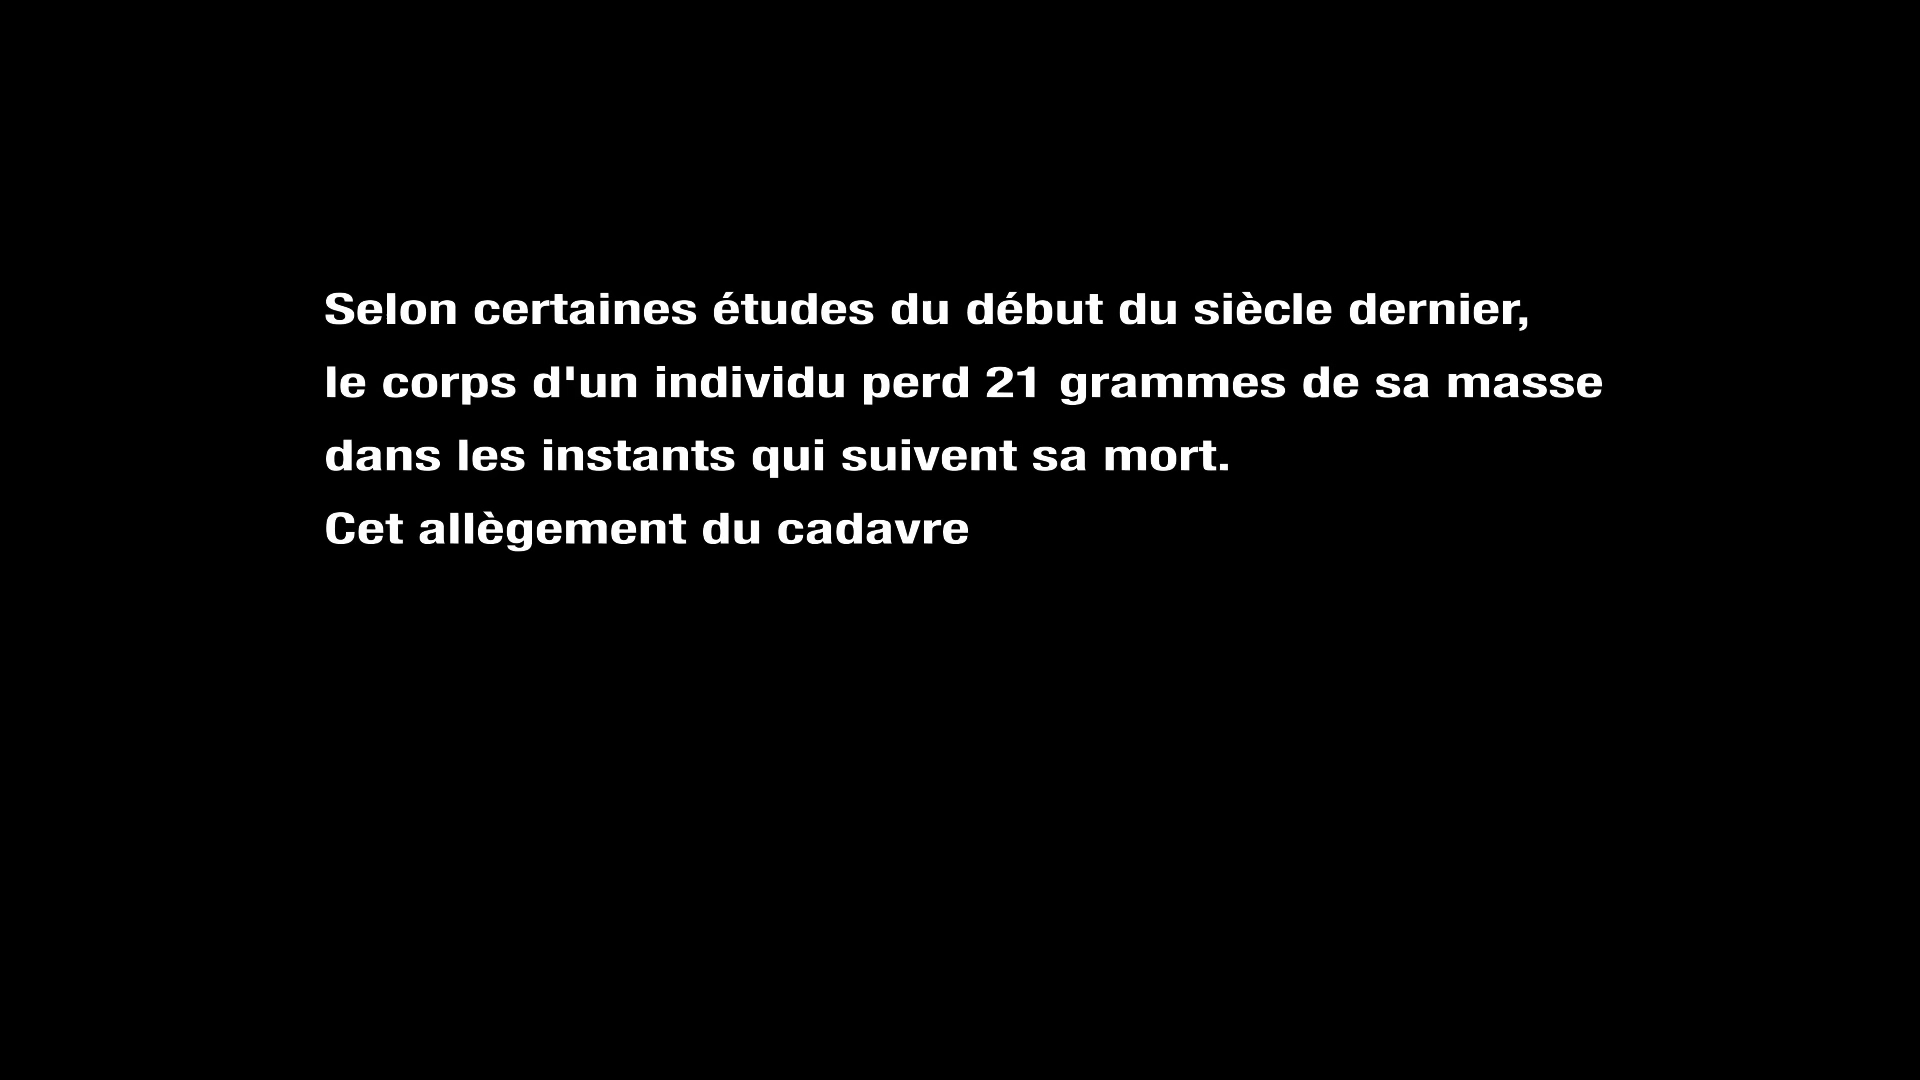 Selon certaines études du début du siècle dernier,
le corps d'un individu perd 21 grammes de sa masse
dans les instants qui suivent sa mort.
Cet allègement du cadavre